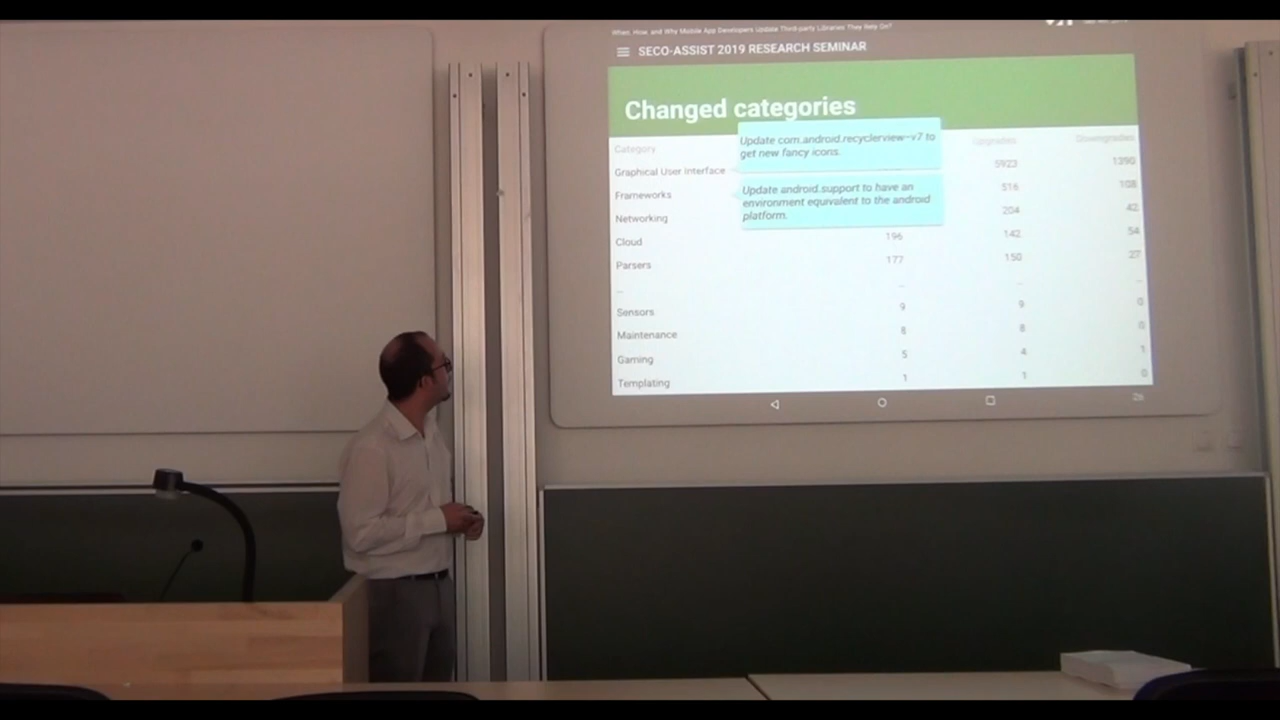 When, How, and Why Mobile App Developers Update Third-party Libraries They Rely On?
SECO-ASSIST 2019 RESEARCH SEMINAR
Changed categories
Category Upgrades Downgrades
Update com.android.recyclerview-v7 to
get new fancy icons.
Graphical User Interface 5923 1390
Update android.support to have an
environment equivalent to the android
platform.
Frameworks 516 108
Networking 204 42
Cloud 196 142 54
Parsers 177 150 27
... ... ... ...
Sensors 9 9 0
Maintenance 8 8 0
Gaming 5 4 1
Templating 1 1 0
26